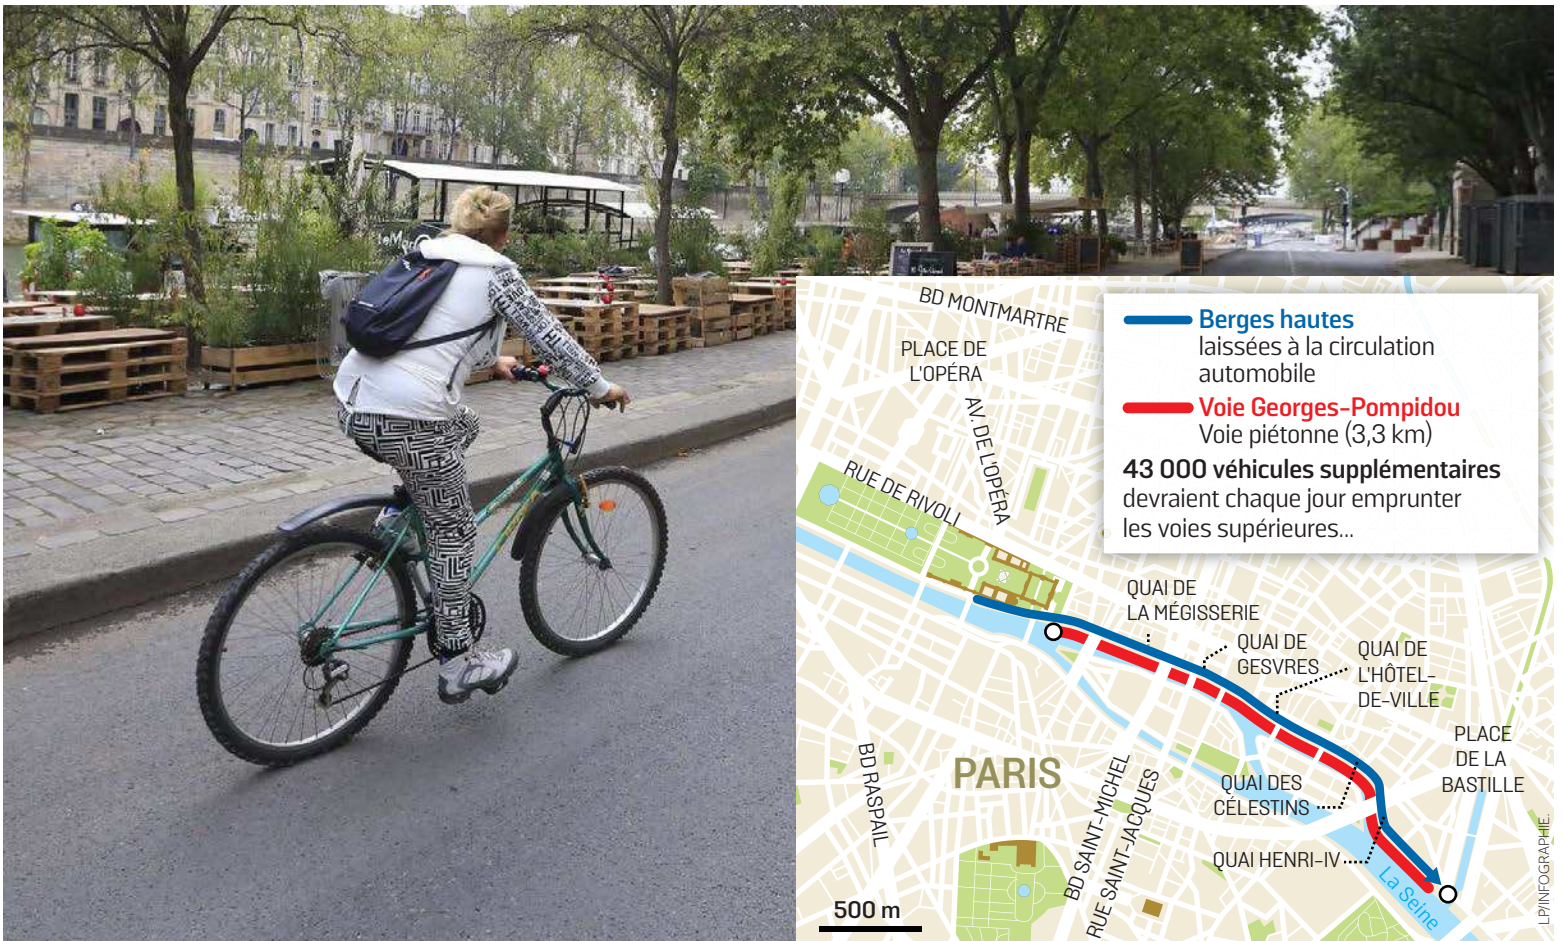 BD MONTMARTRE
PLACE DE
L'OPÉRA
AV. DE L'OPÉRA
RUE DE RIVOLI
Berges hautes
laissées à la circulation
automobile
Voie Georges-Pompidou
Voie piétonne (3,3 km)
43 000 véhicules supplémentaires
devraient chaque jour emprunter
les voies supérieures...
QUAI DE
LA MÉGISSERIE
QUAI DE
GESVRES
QUAI DE
L'HÔTEL-
DE-VILLE
PLACE
DE LA
BASTILLE
PARIS
BD RASPAIL
BD SAINT-MICHEL
RUE SAINT-JACQUES
QUAI DES
CÉLESTINS
QUAI HENRI-IV
La Seine
500 m
LP/INFOGRAPHIE.